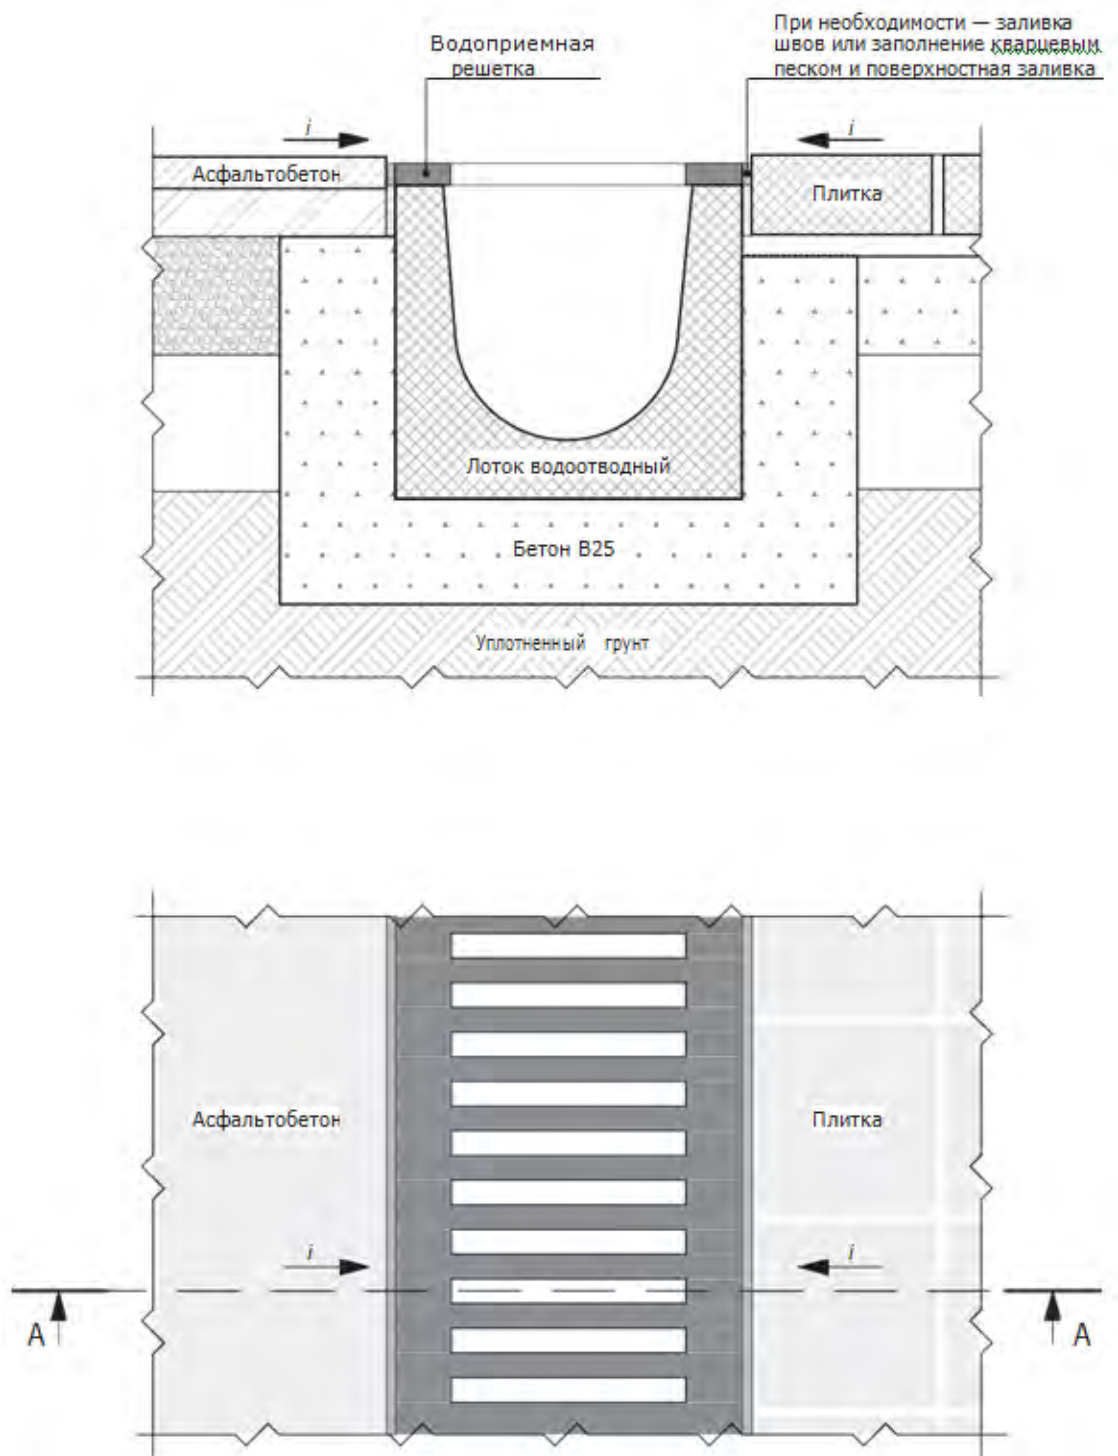 При необходимости — заливка
швов или заполнение кварцевым
песком и поверхностная заливка
Водоприемная
решетка
i
i
Асфальтобетон
Плитка
Лоток водоотводный
Бетон В25
Уплотненный грунт
Асфальтобетон
Плитка
i
i
А
А